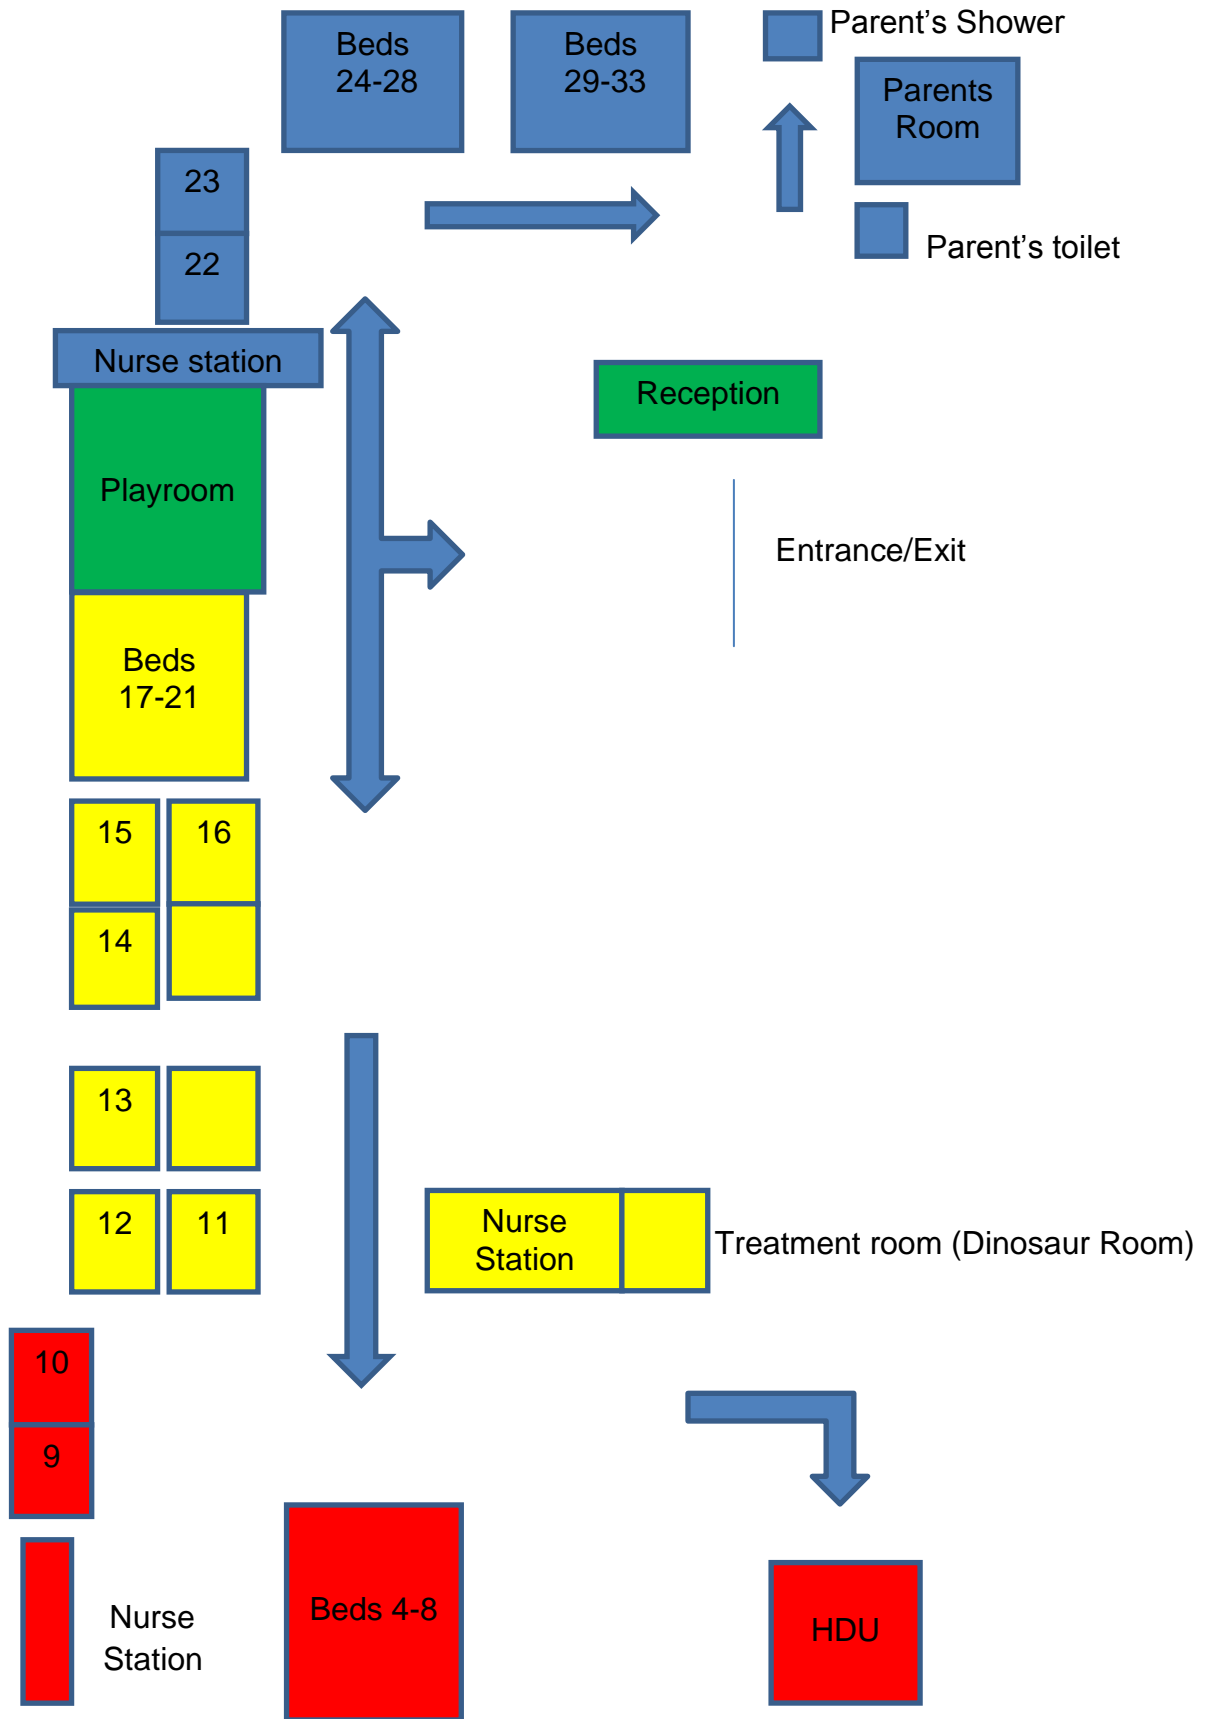 Parent’s Shower
Beds
24-28
Beds
29-33
Parents
Room
23
22
Parent’s toilet
Nurse station
Reception
Playroom
Entrance/Exit
Beds
17-21
15
16
14
13
12
11
Nurse
Station
Treatment room (Dinosaur Room)
10
9
Beds 4-8
HDU
Nurse
Station